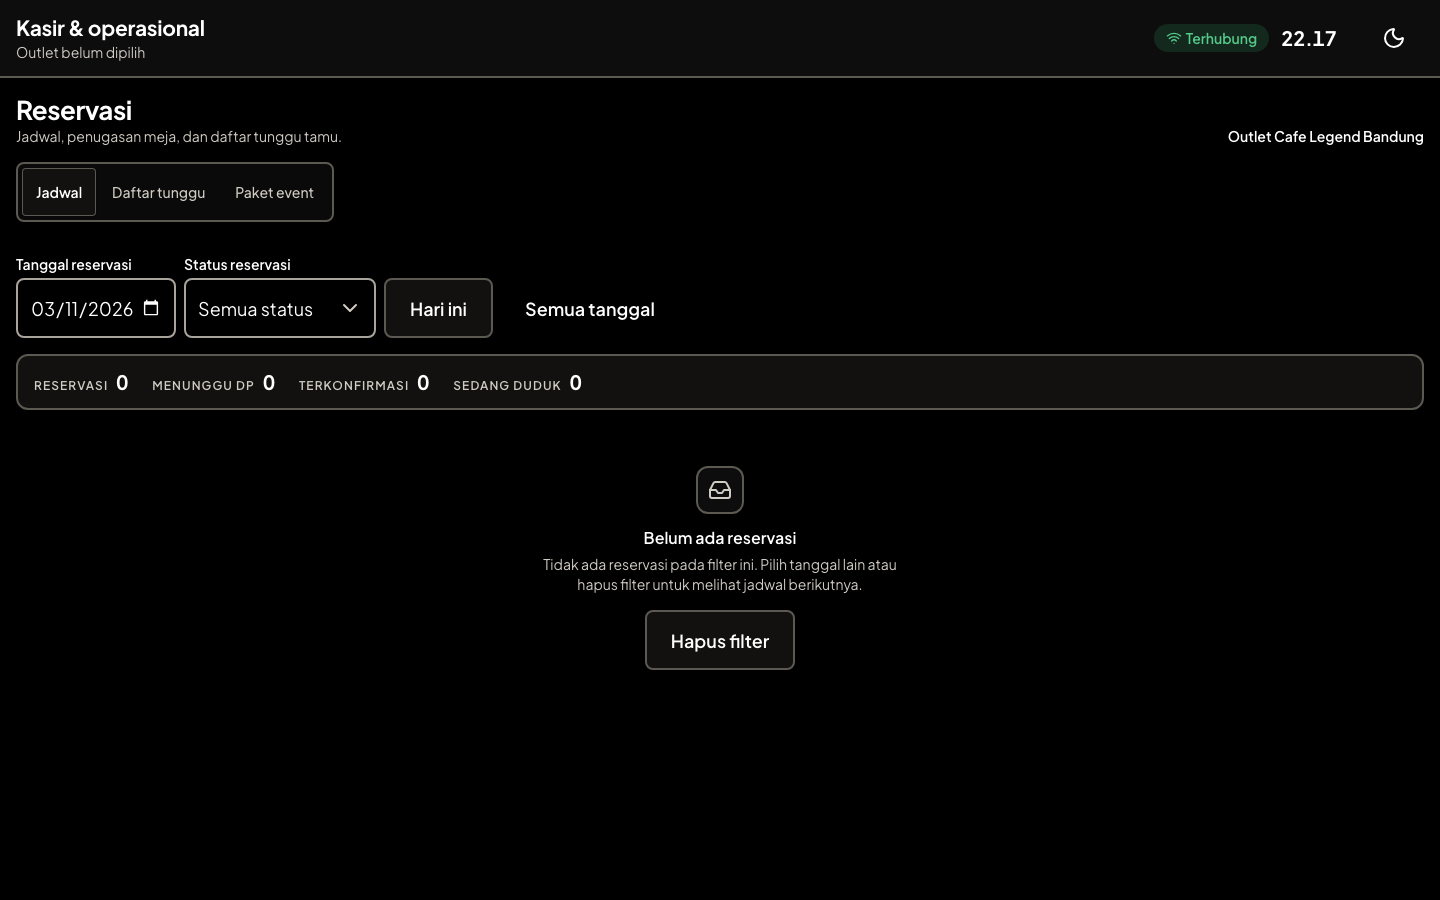 Kasir & operasional
Outlet belum dipilih
Terhubung
22.17
Reservasi
Jadwal, penugasan meja, dan daftar tunggu tamu.
Outlet Cafe Legend Bandung
Jadwal
Daftar tunggu
Paket event
Tanggal reservasi
Status reservasi
03/11/2026
Semua status
Hari ini
Semua tanggal
RESERVASI 0
MENUNGGU DP 0
TERKONFIRMASI 0
SEDANG DUDUK 0
Belum ada reservasi
Tidak ada reservasi pada filter ini. Pilih tanggal lain atau
hapus filter untuk melihat jadwal berikutnya.
Hapus filter